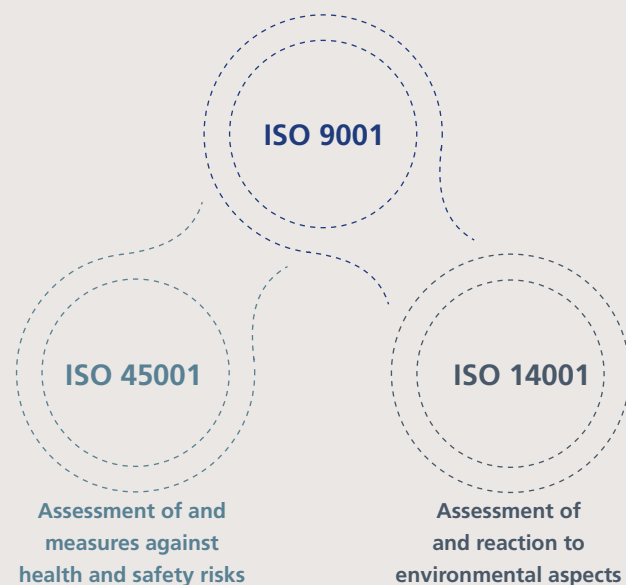 ISO 9001
ISO 45001
Assessment of and
measures against
health and safety risks
ISO 14001
Assessment of
and reaction to
environmental aspects